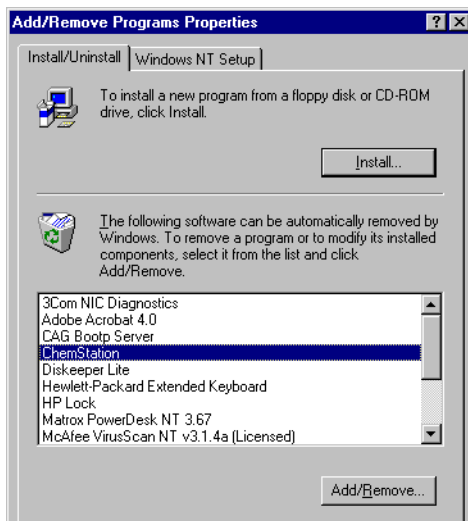 Add/Remove Programs Properties
Install/Uninstall
Windows NT Setup
To install a new program from a floppy disk or CD-ROM
drive, click Install.
Install...
The following software can be automatically removed by
Windows. To remove a program or to modify its installed
components, select it from the list and click
Add/Remove.
3Com NIC Diagnostics
Adobe Acrobat 4.0
CAG Bootp Server
ChemStation
Diskeeper Lite
Hewlett-Packard Extended Keyboard
HP Lock
Matrox PowerDesk NT 3.67
McAfee VirusScan NT v3.1.4a (Licensed)
Add/Remove...